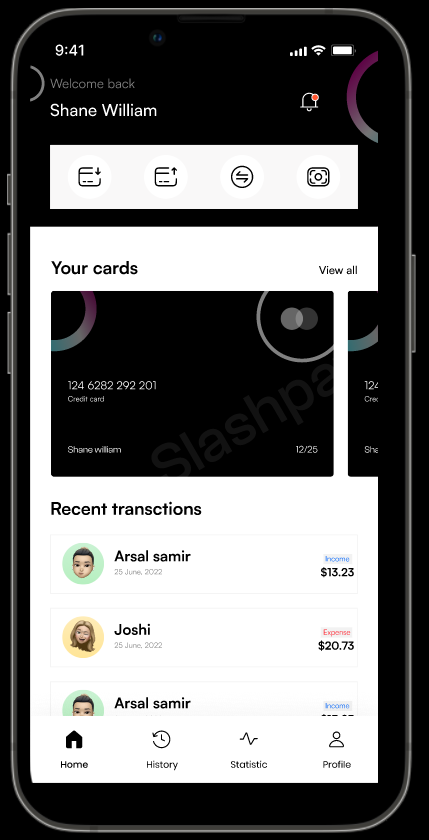 9:41
Welcome back
Shane William
Your cards
View all
124 6282 292 201
Credit card
Shane william
12/25
Slashpa
124
Cre
Sha
Recent transctions
Arsal samir
25 June, 2022
Income
$13.23
Joshi
25 June, 2022
Expense
$20.73
Arsal samir
Income
Home
History
Statistic
Profile